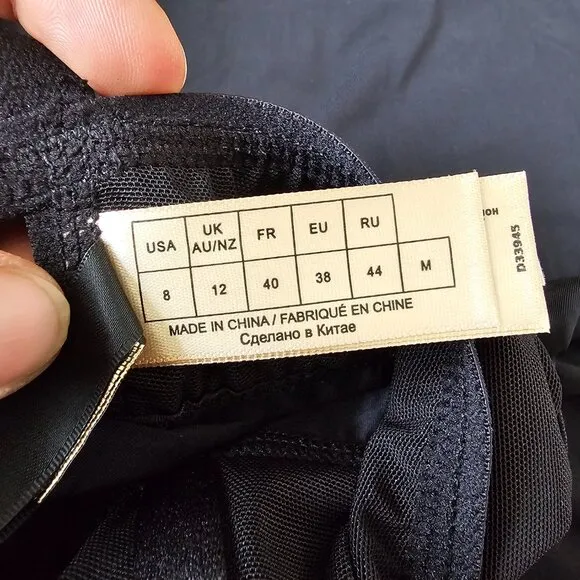 USA UK AU/NZ FR EU RU
8 12 40 38 44 M
MADE IN CHINA / FABRIQUÉ EN CHINE
Сделано в Китае
D33945